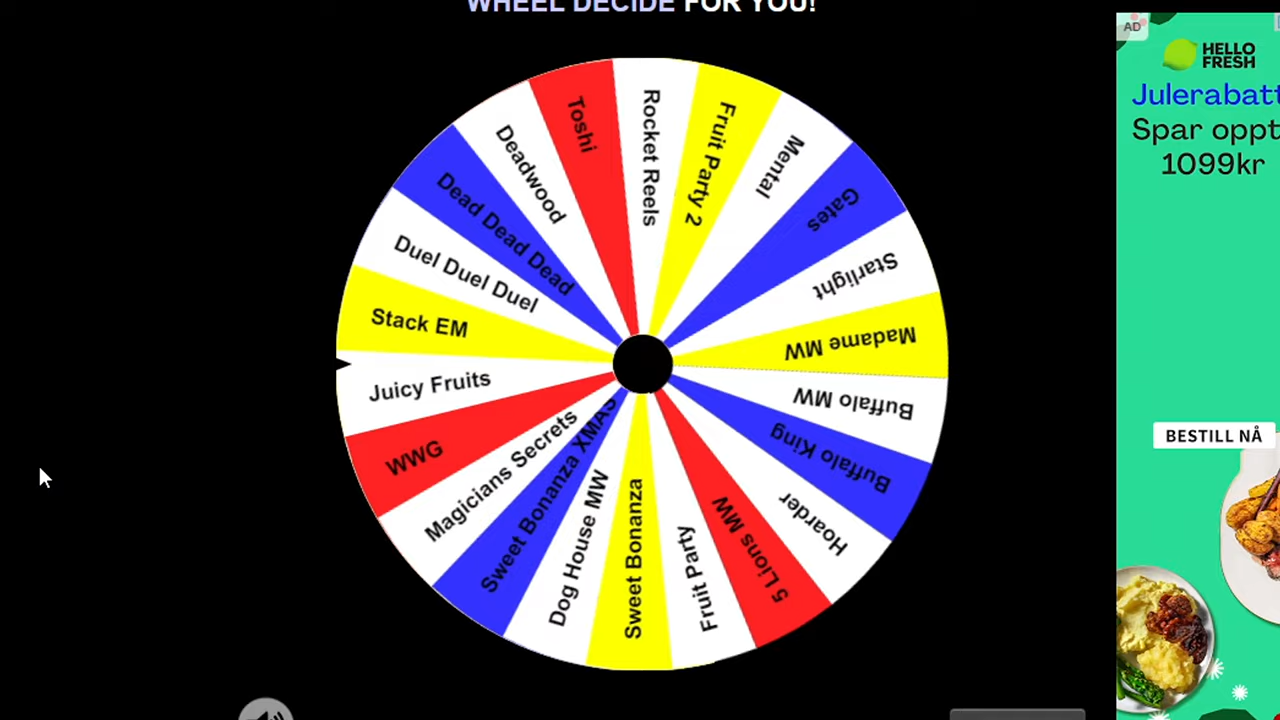 WHEEL DECIDE FOR YOU!
Toshi
Rocket Reels
Fruit Party 2
Mental
Gates
Starlight
Madame MW
Buffalo MW
Buffalo King
Hoarder
5 Lions MW
Fruit Party
Sweet Bonanza
Dog House MW
Sweet Bonanza XMAS
Magicians Secrets
WWG
Juicy Fruits
Stack EM
Duel Duel Duel
Dead Dead Dead
Deadwood
AD
HELLO
FRESH
Julerabatt
Spar oppt
1099kr
BESTILL NÅ